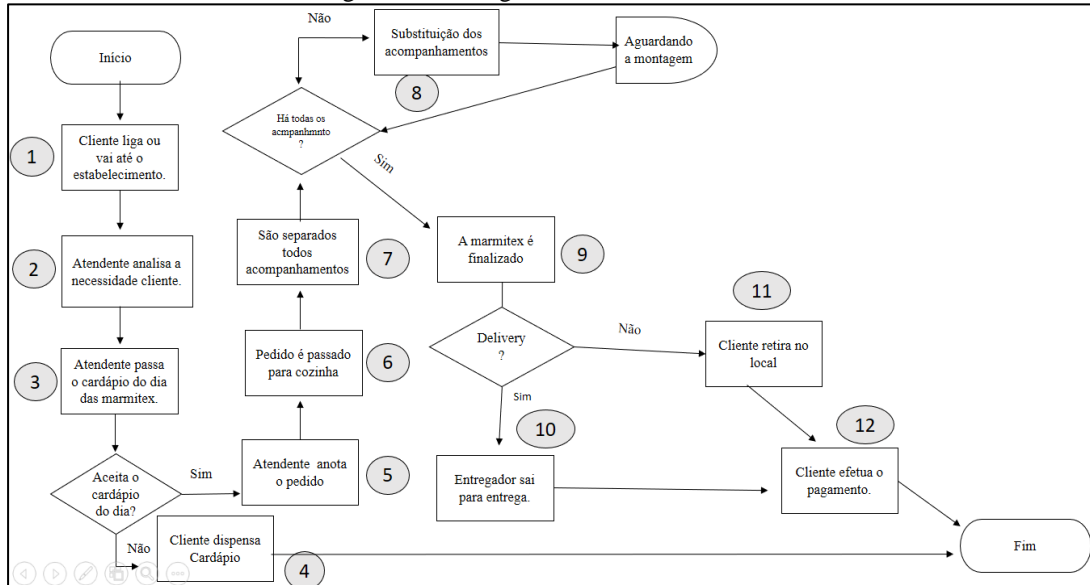 Início
1
Cliente liga ou
vai até o
estabelecimento.
2
Atendente analisa a
necessidade cliente.
3
Atendente passa
o cardápio do dia
das marmitex.
Aceita o
cardápio
do dia?
Não
Cliente dispensa
Cardápio
4
Sim
Atendente anota
o pedido
5
Pedido é passado
para cozinha
6
São separados
todos
acompanhamentos
7
Há todas os
acmpanhmnto
?
Não
Substituição dos
acompanhamentos
8
Aguardando
a montagem
Sim
A marmitex é
finalizado
9
Delivery
?
Sim
10
Entregador sai
para entrega.
Não
11
Cliente retira no
local
12
Cliente efetua o
pagamento.
Fim